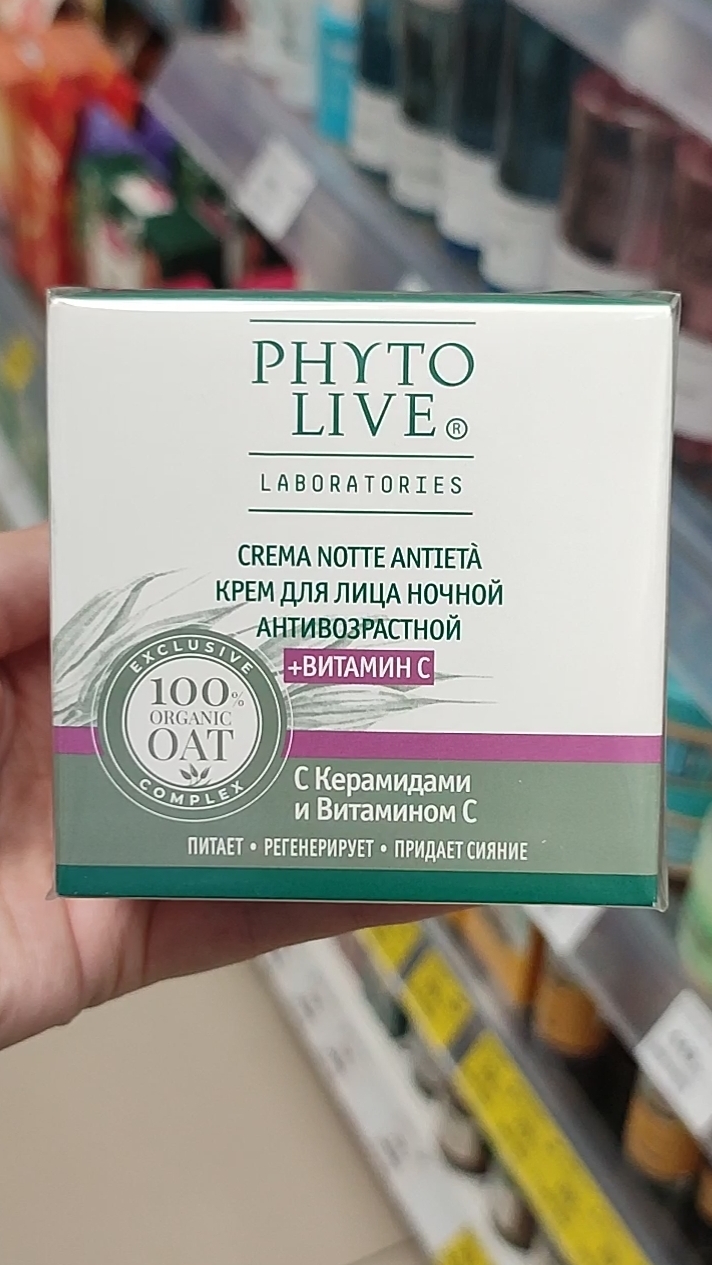 PHYTO
LIVE®
LABORATORIES
CREMA NOTTE ANTIETÀ
КРЕМ ДЛЯ ЛИЦА НОЧНОЙ
АНТИВОЗРАСТНОЙ
+ВИТАМИН С
EXCLUSIVE
100%
ORGANIC
OAT
COMPLEX
С Керамидами
и Витамином С
ПИТАЕТ • РЕГЕНЕРИРУЕТ • ПРИДАЕТ СИЯНИЕ